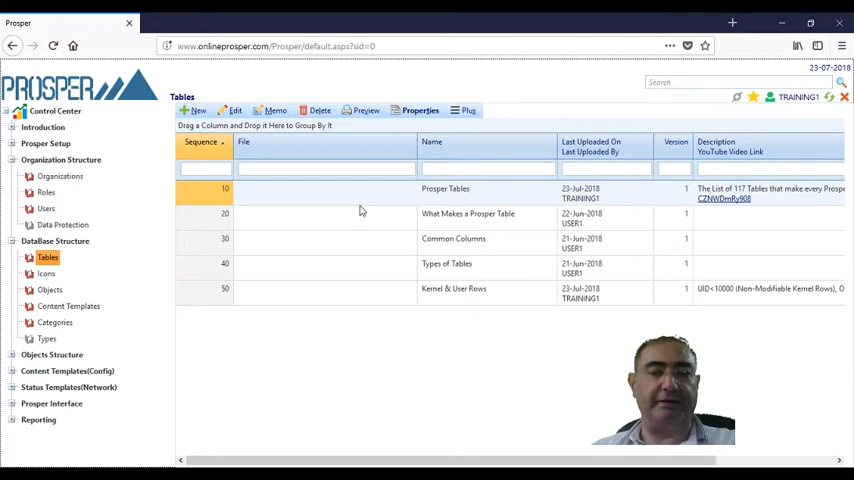 Prosper
www.onlineprosper.com/Prosper/default.aspx?sid=0
23-07-2018
PROSPER
Search
TRAINING1
Control Center
Introduction
Prosper Setup
Organization Structure
Organizations
Roles
Users
Data Protection
DataBase Structure
Tables
Icons
Objects
Content Templates
Categories
Types
Objects Structure
Content Templates(Config)
Status Templates(Network)
Prosper Interface
Reporting
Tables
New Edit Memo Delete Preview Properties Plus
Drag a Column and Drop it Here to Group By It
Sequence File Name Last Uploaded On Version Description
Last Uploaded By YouTube Video Link
10 Prosper Tables 23-Jul-2018 1 The List of 117 Tables that make every Prospe
TRAINING1 CZNWDmRy908
20 What Makes a Prosper Table 22-Jun-2018 1
USER1
30 Common Columns 21-Jun-2018 1
USER1
40 Types of Tables 21-Jun-2018 1
USER1
50 Kernel & User Rows 23-Jul-2018 1 UID<10000 (Non-Modifiable Kernel Rows), O
TRAINING1